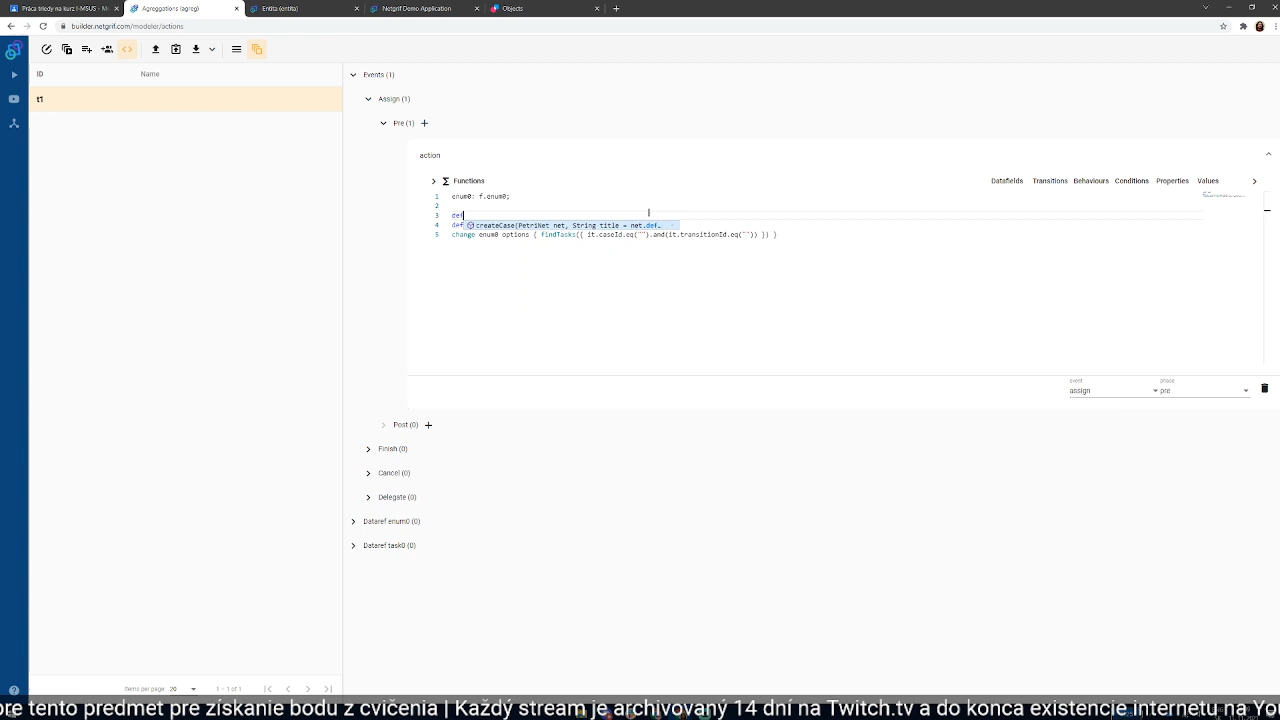 Práca triedy na kurz I-MSUS - M
Agreggations (agreg)
Entita (entita)
Netgrif Demo Application
Objects
builder.netgrif.com/modeler/actions
ID Name
t1
Events (1)
Assign (1)
Pre (1)
action
Functions Datafields Transitions Behaviours Conditions Properties Values
1 enum0: f.enum0;
2
3 def
4 def createCase(PetriNet net, String title = net.def…
5 change enum0 options { findTasks({ it.caseId.eq("").and(it.transitionId.eq("")) }) }
event phase
assign pre
Post (0)
Finish (0)
Cancel (0)
Delegate (0)
Dataref enum0 (0)
Dataref task0 (0)
Items per page: 20 1 – 1 of 1
pre tento predmet pre získanie bodu z cvičenia | Každý stream je archivovaný 14 dní na Twitch.tv a do konca existencie internetu na Yo